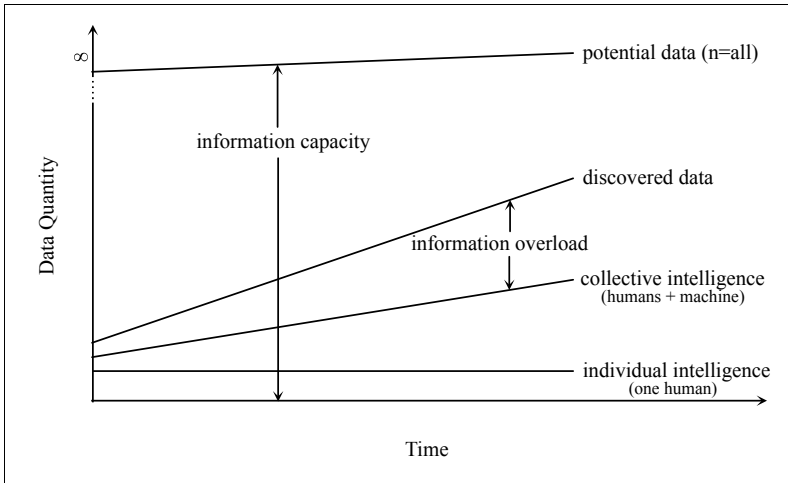 ∞
potential data (n=all)
information capacity
discovered data
Data Quantity
information overload
collective intelligence
(humans + machine)
individual intelligence
(one human)
Time